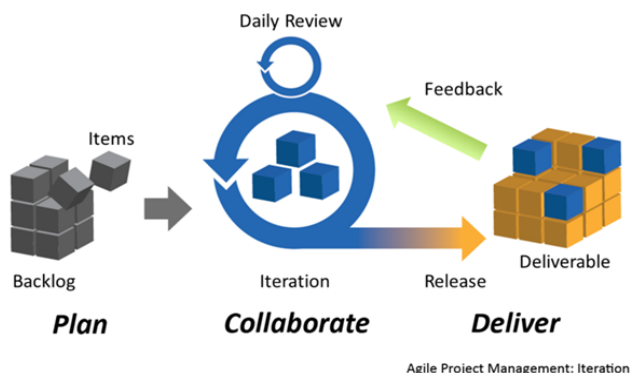 Daily Review
Feedback
Items
Backlog
Iteration
Release
Deliverable
Plan
Collaborate
Deliver
Agile Project Management: Iteration